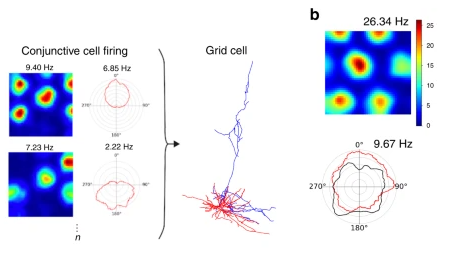 b
26.34 Hz
25
20
15
10
5
0
Conjunctive cell firing
Grid cell
9.40 Hz
6.85 Hz
0°
90°
180°
7.23 Hz
2.22 Hz
0°
270°
90°
180°
n
9.67 Hz
0°
270°
90°
180°